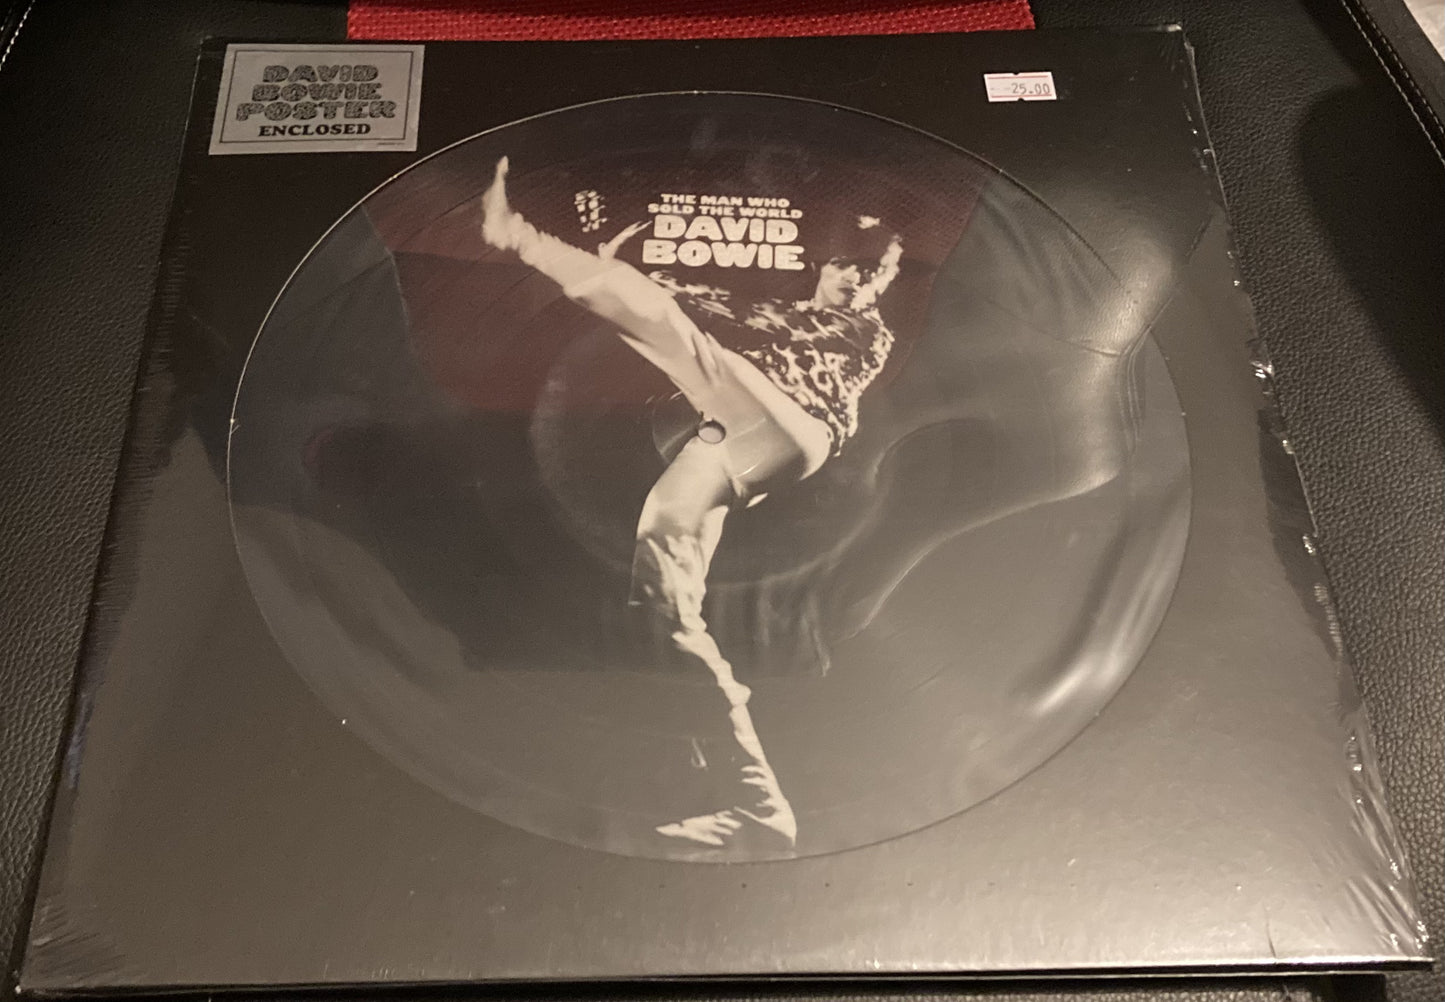 DAVID
BOWIE
POSTER
ENCLOSED
25.00
THE MAN WHO
SOLD THE WORLD
DAVID
BOWIE